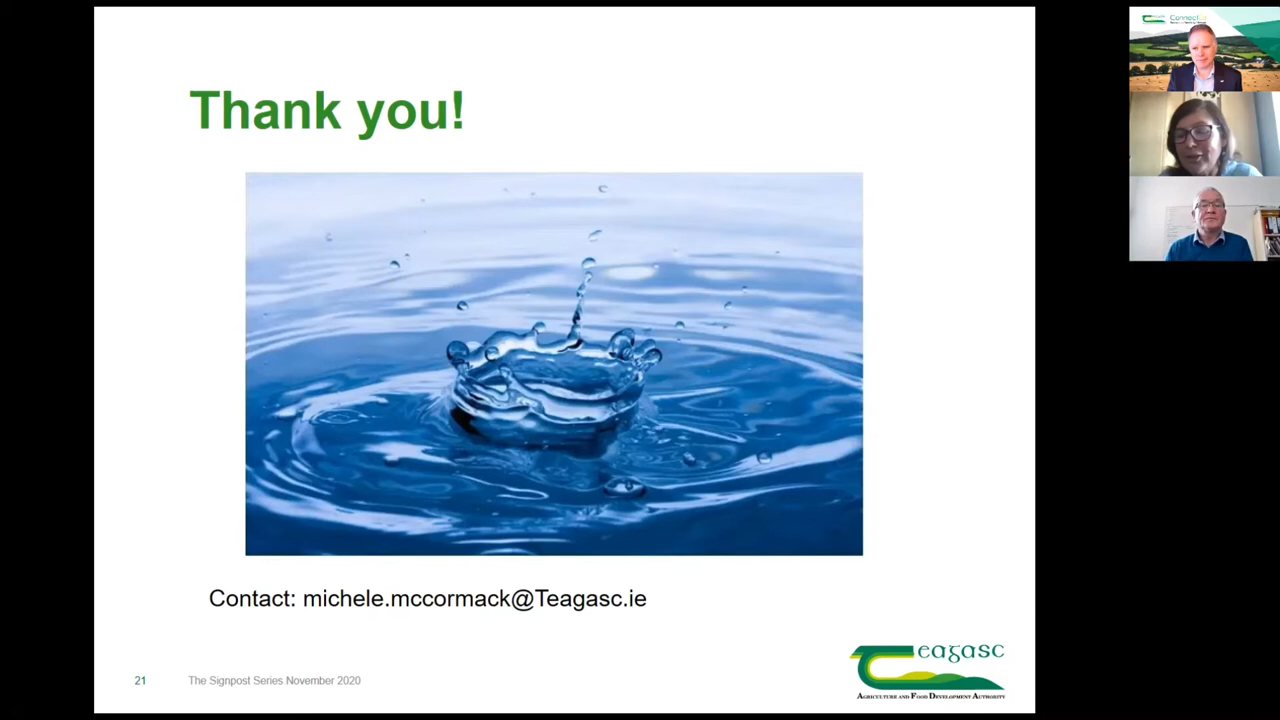 Thank you!
Contact: michele.mccormack@Teagasc.ie
21
The Signpost Series November 2020
Teagasc
AGRICULTURE AND FOOD DEVELOPMENT AUTHORITY